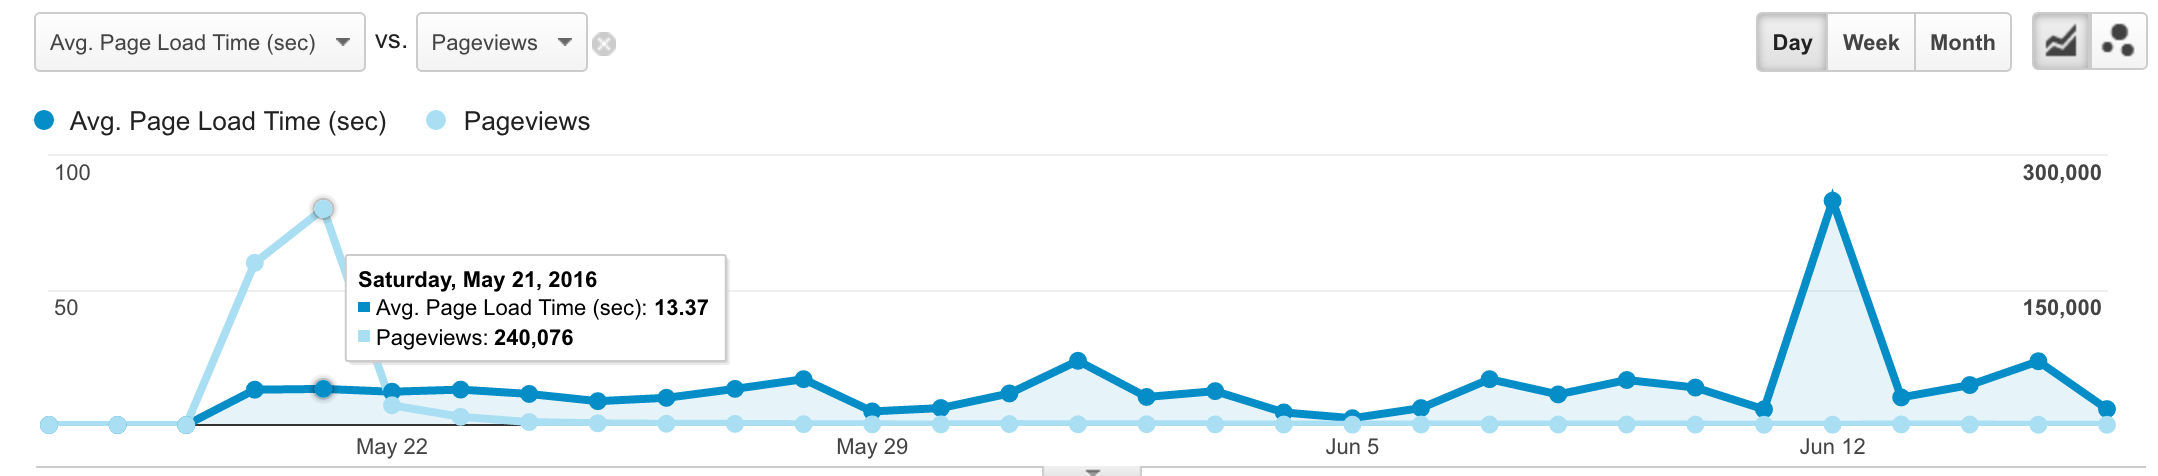 Avg. Page Load Time (sec) vs. Pageviews Day Week Month
Avg. Page Load Time (sec) Pageviews
100 300,000
50 150,000
Saturday, May 21, 2016
Avg. Page Load Time (sec): 13.37
Pageviews: 240,076
May 22 May 29 Jun 5 Jun 12